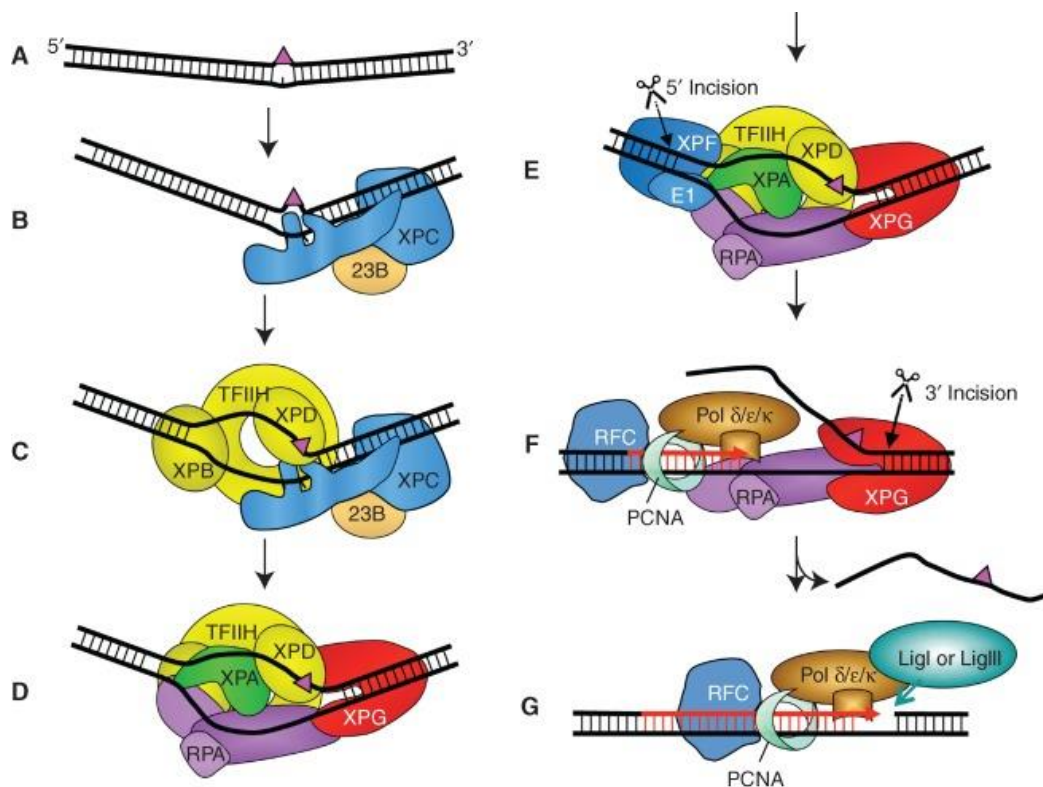 A
5′
3′
B
XPC
23B
C
TFIIH
XPD
XPB
XPC
23B
D
TFIIH
XPD
XPA
XPG
RPA
5′ Incision
E
XPF
TFIIH
XPD
XPA
E1
XPG
RPA
3′ Incision
F
Pol δ/ε/κ
RFC
RPA
XPG
PCNA
LigI or LigIII
Pol δ/ε/κ
RFC
G
PCNA